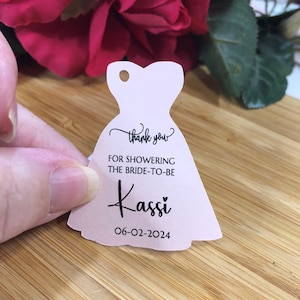 thank you
FOR SHOWERING
THE BRIDE-TO-BE
Kassi
06-02-2024